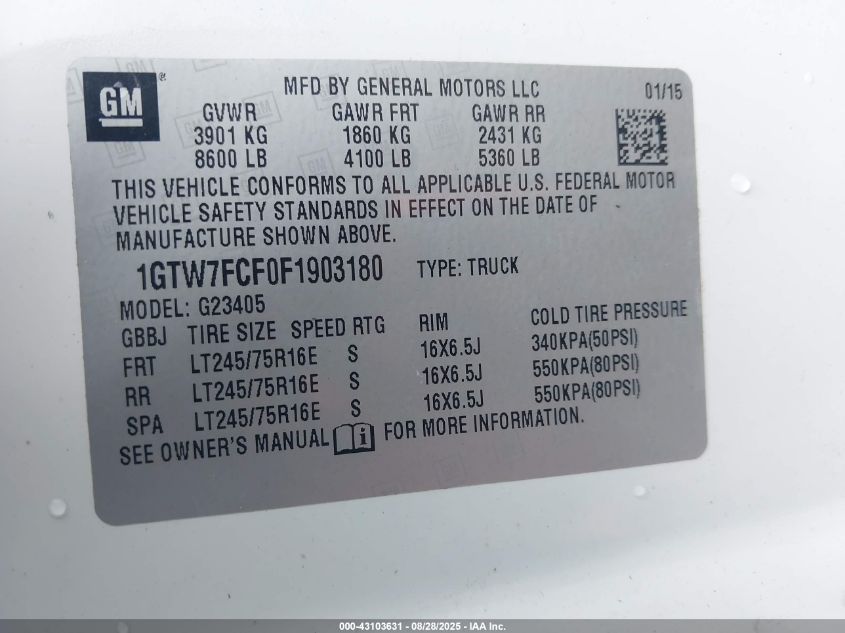 GM
®
MFD BY GENERAL MOTORS LLC 01/15
GVWR GAWR FRT GAWR RR
3901 KG 1860 KG 2431 KG
8600 LB 4100 LB 5360 LB
THIS VEHICLE CONFORMS TO ALL APPLICABLE U.S. FEDERAL MOTOR
VEHICLE SAFETY STANDARDS IN EFFECT ON THE DATE OF
MANUFACTURE SHOWN ABOVE.
1GTW7FCF0F1903180 TYPE: TRUCK
MODEL: G23405
GBBJ TIRE SIZE SPEED RTG RIM COLD TIRE PRESSURE
FRT LT245/75R16E S 16X6.5J 340KPA(50PSI)
RR LT245/75R16E S 16X6.5J 550KPA(80PSI)
SPA LT245/75R16E S 16X6.5J 550KPA(80PSI)
SEE OWNER'S MANUAL i FOR MORE INFORMATION.
000-43103631 - 08/28/2025 - IAA Inc.